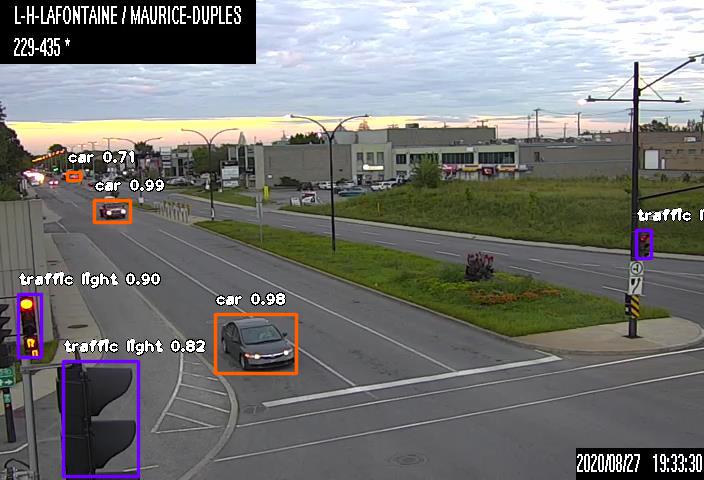 L-H-LAFONTAINE / MAURICE-DUPLES
229-435 *
car 0.71
car 0.99
traffic l
traffic light 0.90
car 0.98
traffic light 0.82
2020/08/27 19:33:30